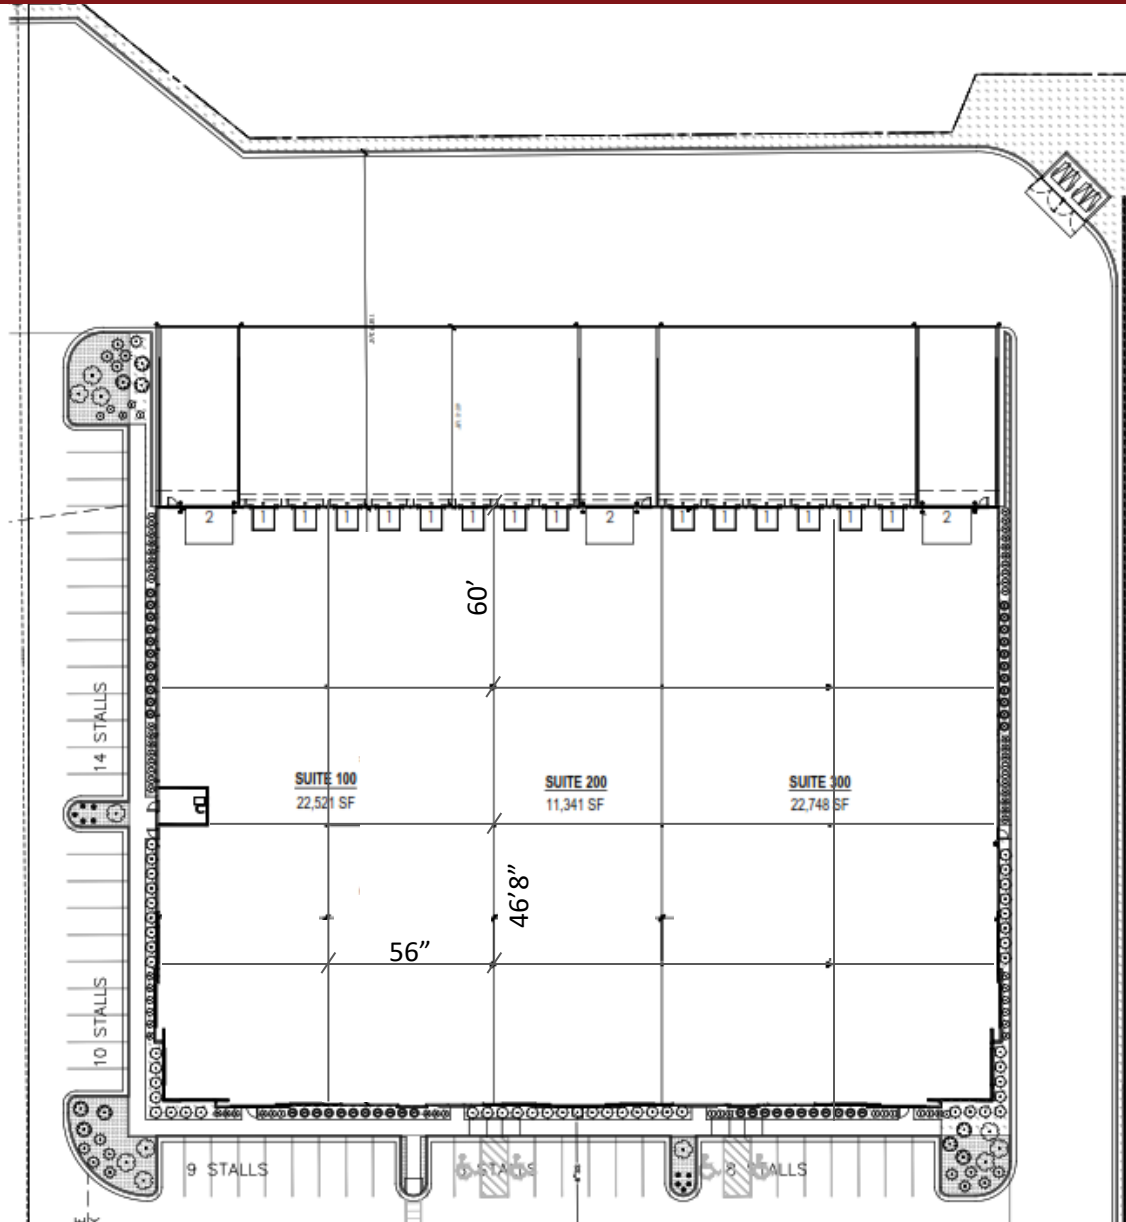 2 1 1 1 1 1 1 1 1 2 1 1 1 1 1 1 2
60’
14 STALLS
SUITE 100
22,521 SF
SUITE 200
11,341 SF
SUITE 300
22,748 SF
46’8”
56”
10 STALLS
9 STALLS
STALLS
8 STALLS